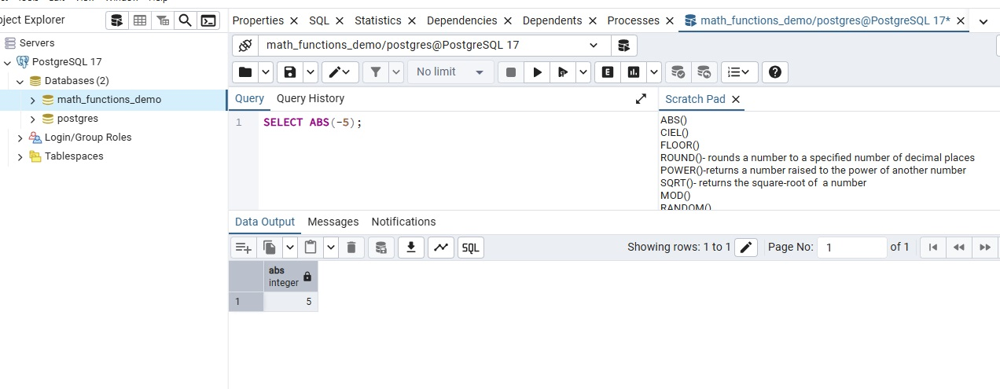 Object Explorer
Properties SQL Statistics Dependencies Dependents Processes math_functions_demo/postgres@PostgreSQL 17*
Servers
PostgreSQL 17
Databases (2)
math_functions_demo
postgres
Login/Group Roles
Tablespaces
math_functions_demo/postgres@PostgreSQL 17
No limit
E
Query Query History
1 SELECT ABS(-5);
Scratch Pad
ABS()
CIEL()
FLOOR()
ROUND()- rounds a number to a specified number of decimal places
POWER()-returns a number raised to the power of another number
SQRT()- returns the square-root of a number
MOD()
RANDOM()
Data Output Messages Notifications
SQL Showing rows: 1 to 1 Page No: 1 of 1
abs
integer
1 5